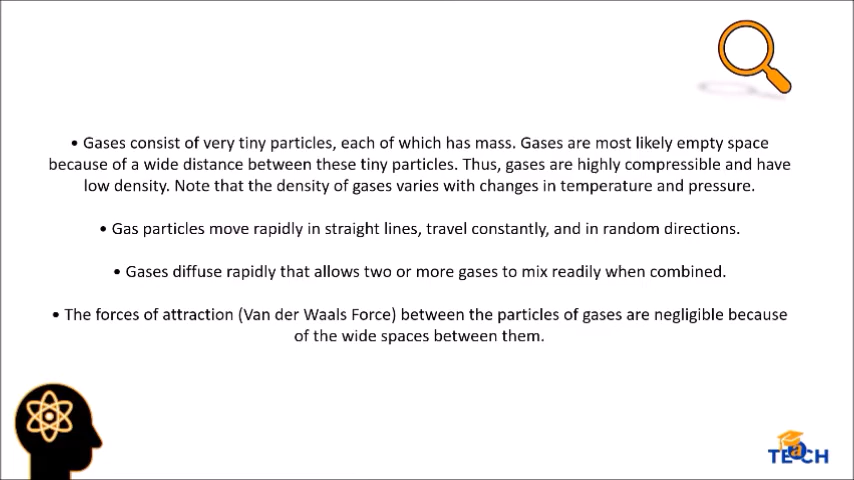 • Gases consist of very tiny particles, each of which has mass. Gases are most likely empty space
because of a wide distance between these tiny particles. Thus, gases are highly compressible and have
low density. Note that the density of gases varies with changes in temperature and pressure.
• Gas particles move rapidly in straight lines, travel constantly, and in random directions.
• Gases diffuse rapidly that allows two or more gases to mix readily when combined.
• The forces of attraction (Van der Waals Force) between the particles of gases are negligible because
of the wide spaces between them.
TEaCH